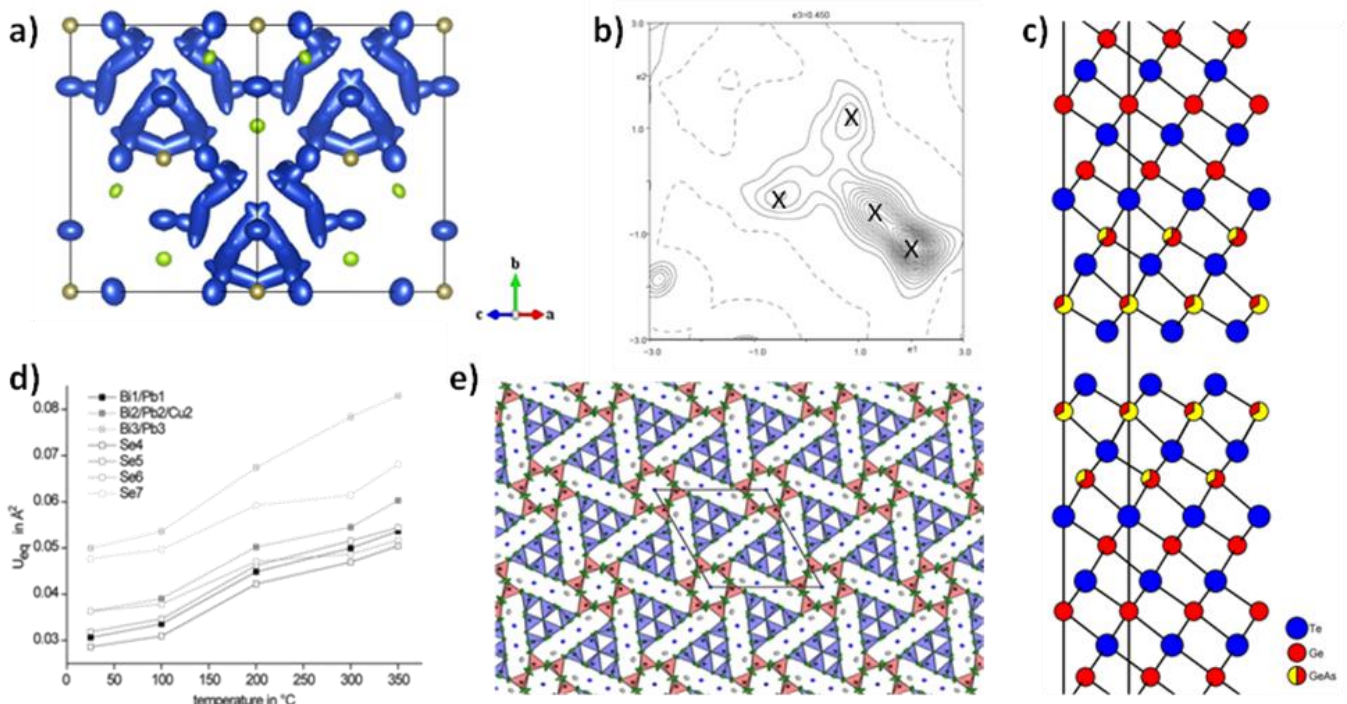 a)
b
c
a
b)
e3=0.450
3.0
e2
1.0
-1.0
-3.0
-3.0
-1.0
e1
1.0
3.0
X
X
X
X
c)
Te
Ge
GeAs
d)
Bi1/Pb1
Bi2/Pb2/Cu2
Bi3/Pb3
Se4
Se5
Se6
Se7
0.08
0.07
0.06
0.05
0.04
0.03
Ueq in Å²
0 50 100 150 200 250 300 350
temperature in °C
e)